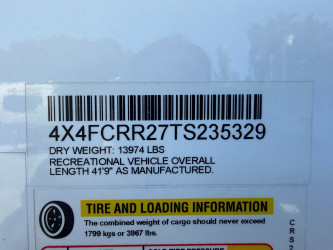 4X4FCRR27TS235329
DRY WEIGHT: 13974 LBS
RECREATIONAL VEHICLE OVERALL
LENGTH 41'9" AS MANUFACTURED.
TIRE AND LOADING INFORMATION
The combined weight of cargo should never exceed
1799 kgs or 3967 lbs.
CRS2